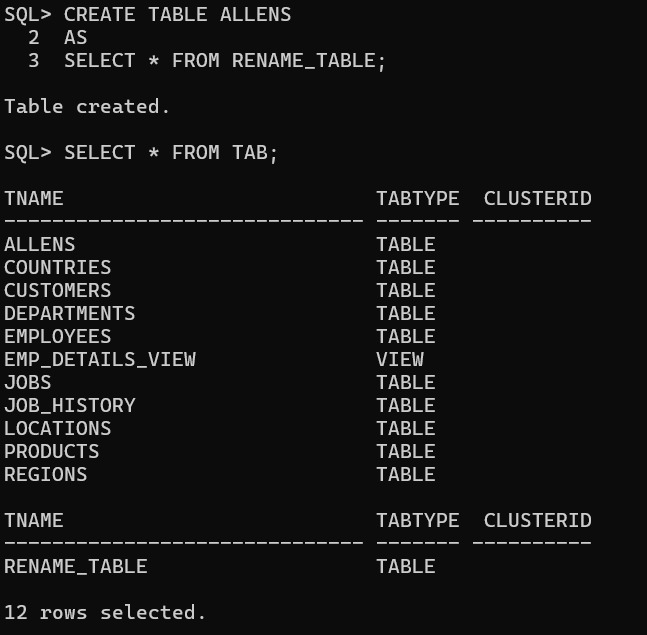 SQL> CREATE TABLE ALLENS
  2  AS
  3  SELECT * FROM RENAME_TABLE;

Table created.

SQL> SELECT * FROM TAB;

TNAME                          TABTYPE  CLUSTERID
------------------------------ ------- ----------
ALLENS                         TABLE
COUNTRIES                      TABLE
CUSTOMERS                      TABLE
DEPARTMENTS                    TABLE
EMPLOYEES                      TABLE
EMP_DETAILS_VIEW               VIEW
JOBS                           TABLE
JOB_HISTORY                    TABLE
LOCATIONS                      TABLE
PRODUCTS                       TABLE
REGIONS                        TABLE

TNAME                          TABTYPE  CLUSTERID
------------------------------ ------- ----------
RENAME_TABLE                   TABLE

12 rows selected.